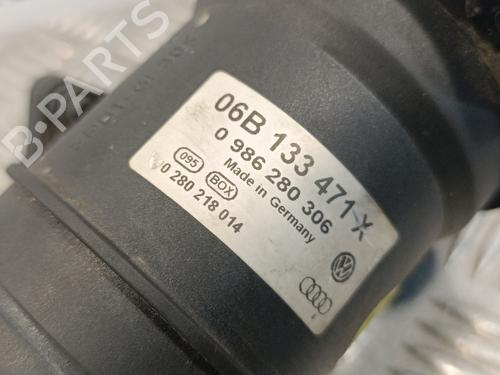 B-PARTS
06B 133 471 X
0 986 280 306
Made in Germany
095 BOX
0 280 218 014